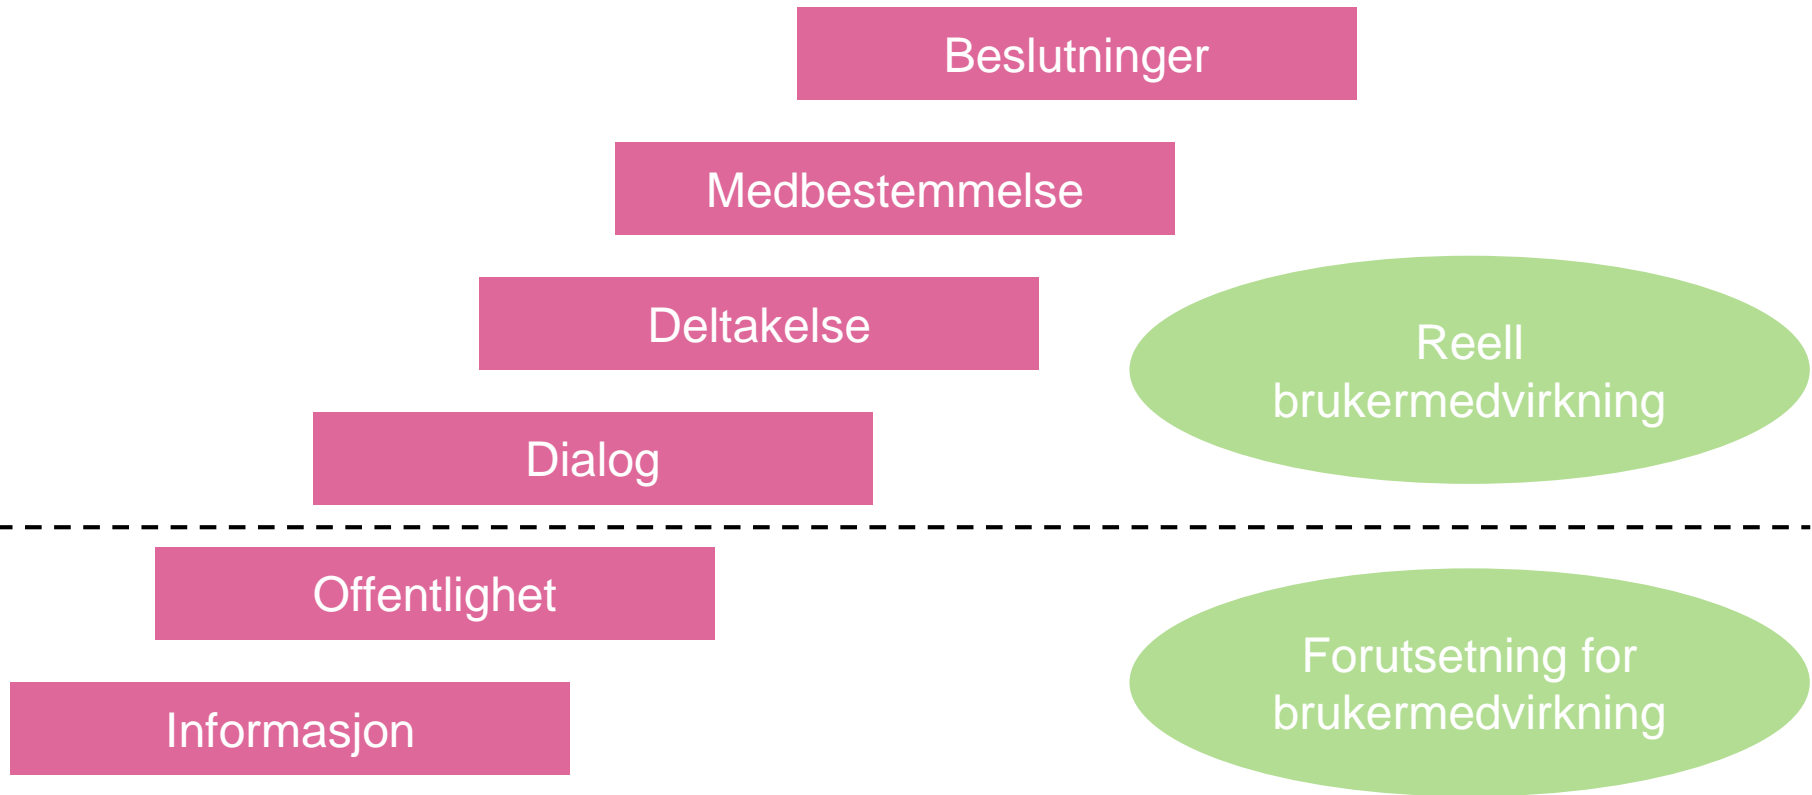 Beslutninger
Medbestemmelse
Deltakelse
Reell
brukermedvirkning
Dialog
Offentlighet
Forutsetning for
brukermedvirkning
Informasjon